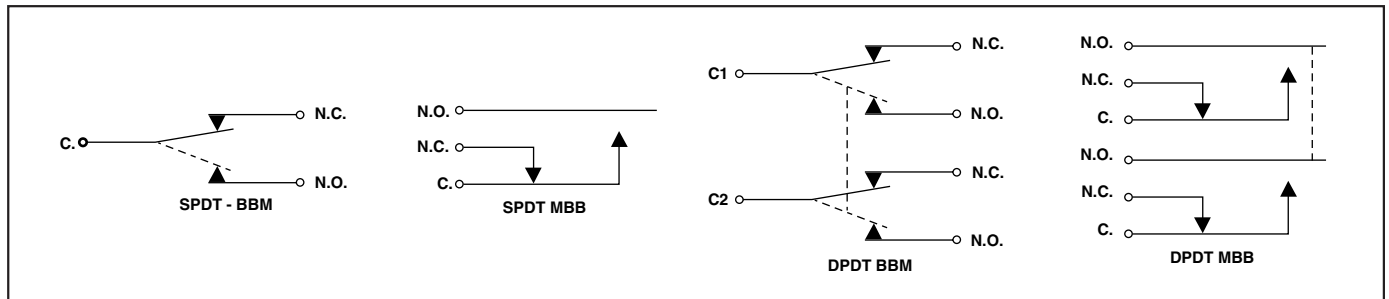 C.
N.C.
N.O.
SPDT - BBM
N.O.
N.C.
C.
SPDT MBB
C1
N.C.
N.O.
C2
N.C.
N.O.
DPDT BBM
N.O.
N.C.
C.
N.O.
N.C.
C.
DPDT MBB